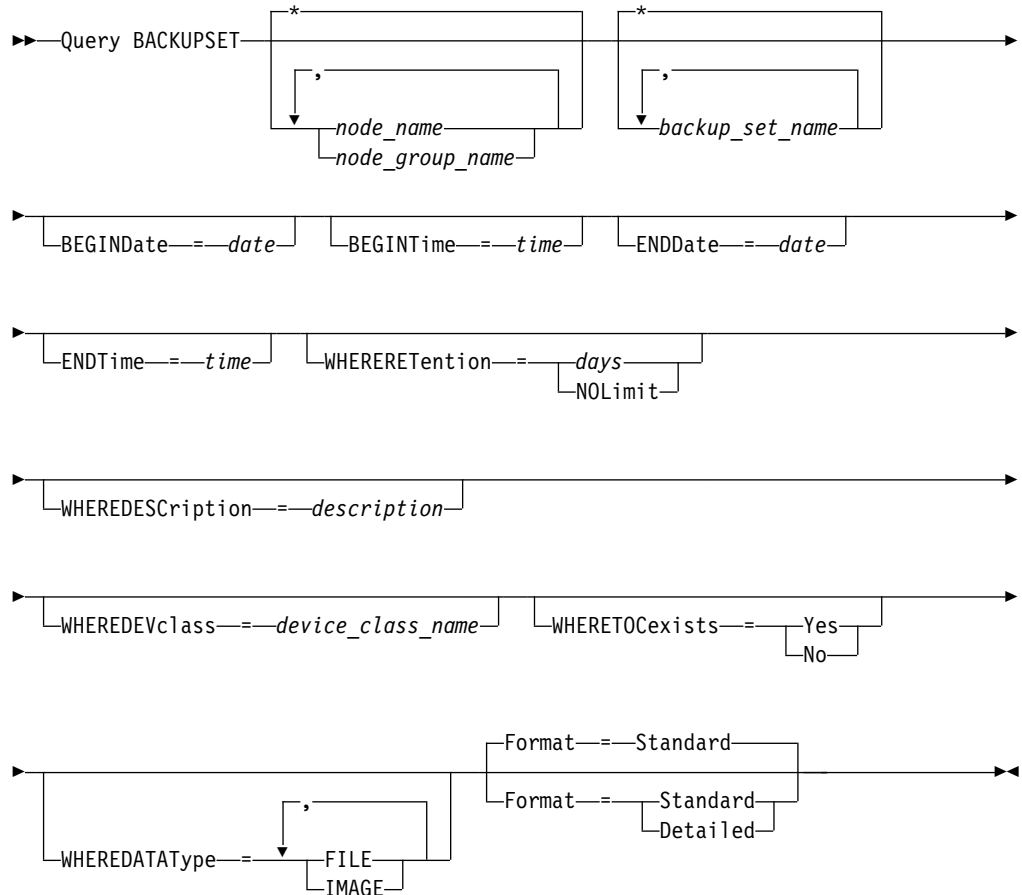 * *
Query BACKUPSET
, ,
node_name backup_set_name
node_group_name
BEGINDate = date BEGINTime = time ENDDate = date
ENDTime = time WHERERETention = days
NOLimit
WHEREDESCription = description
WHEREDEVclass = device_class_name WHERETOCexists = Yes
No
Format = Standard
,
Format = Standard
Detailed
WHEREDATAType = FILE
IMAGE